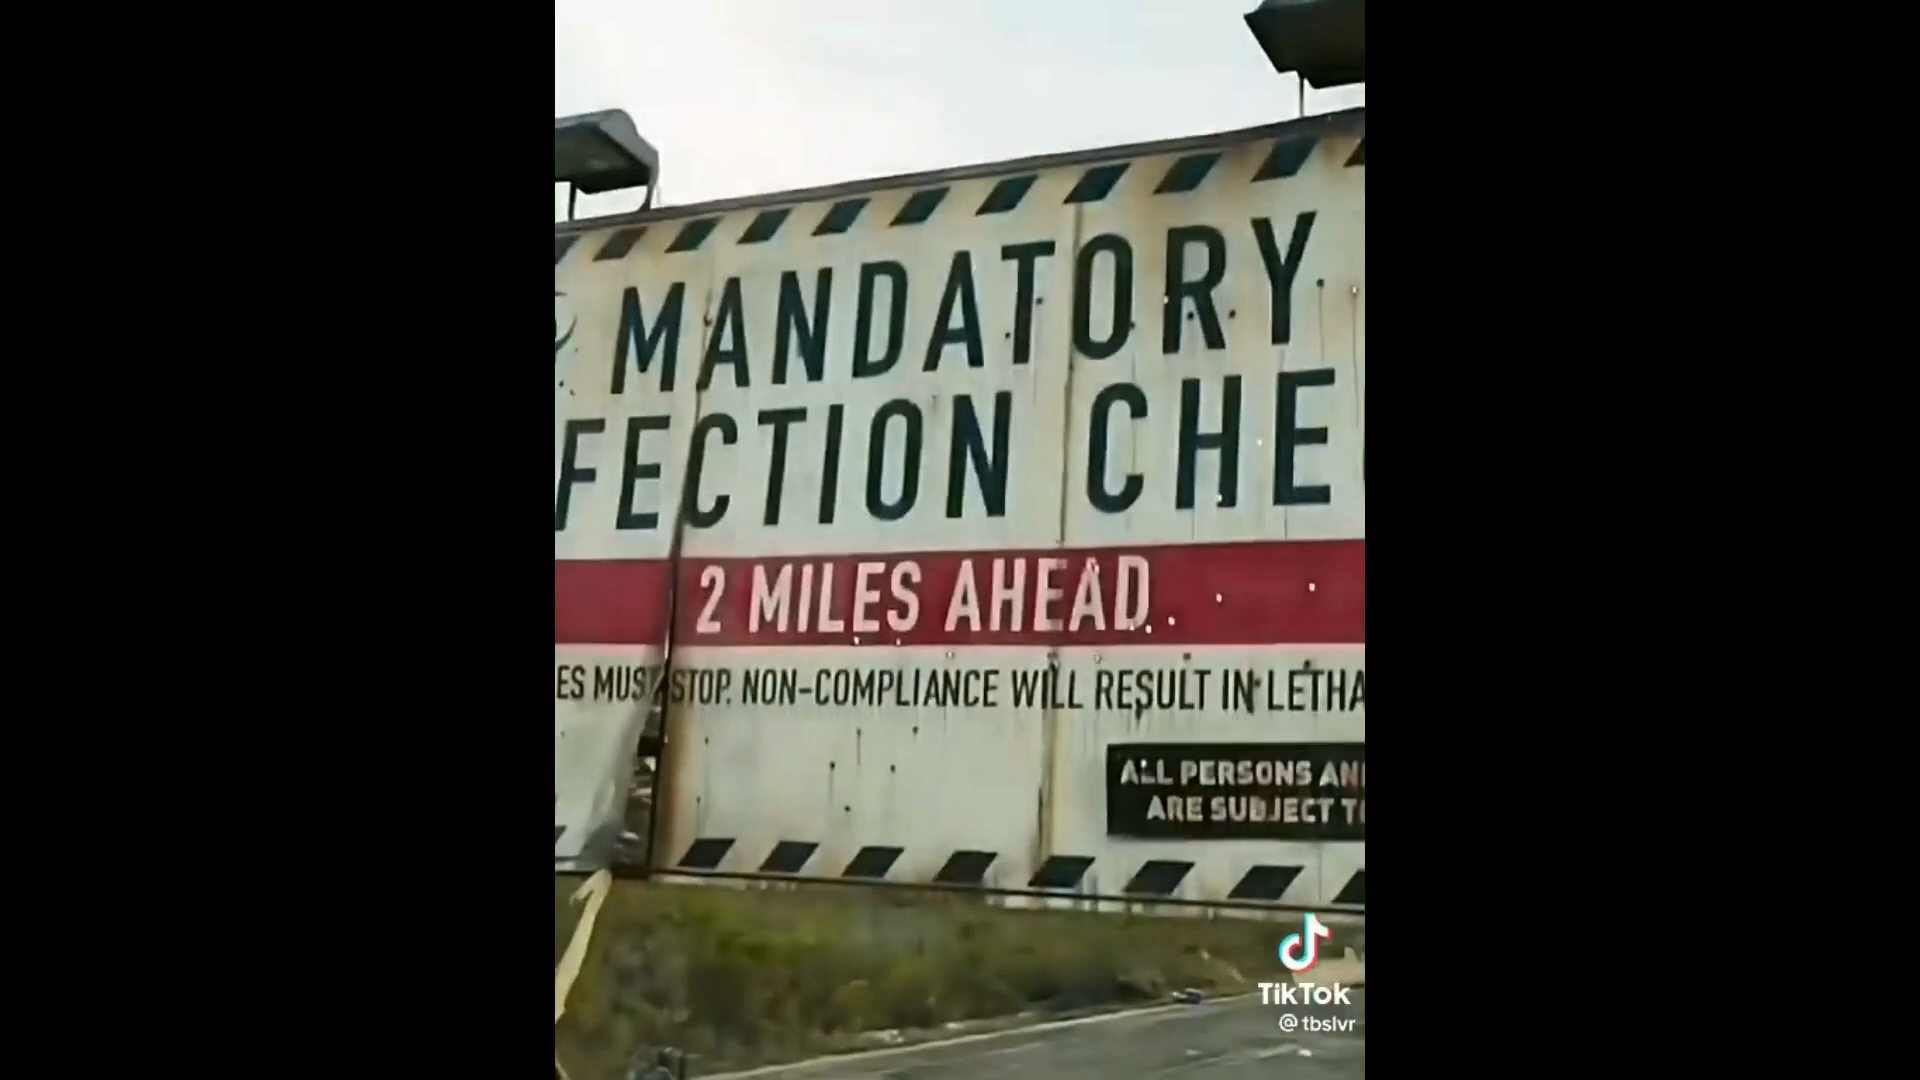 MANDATORY
FECTION CHE
2 MILES AHEAD
ES MUST STOP. NON-COMPLIANCE WILL RESULT IN LETHA
ALL PERSONS AN
ARE SUBJECT T
TikTok
@tbslvr